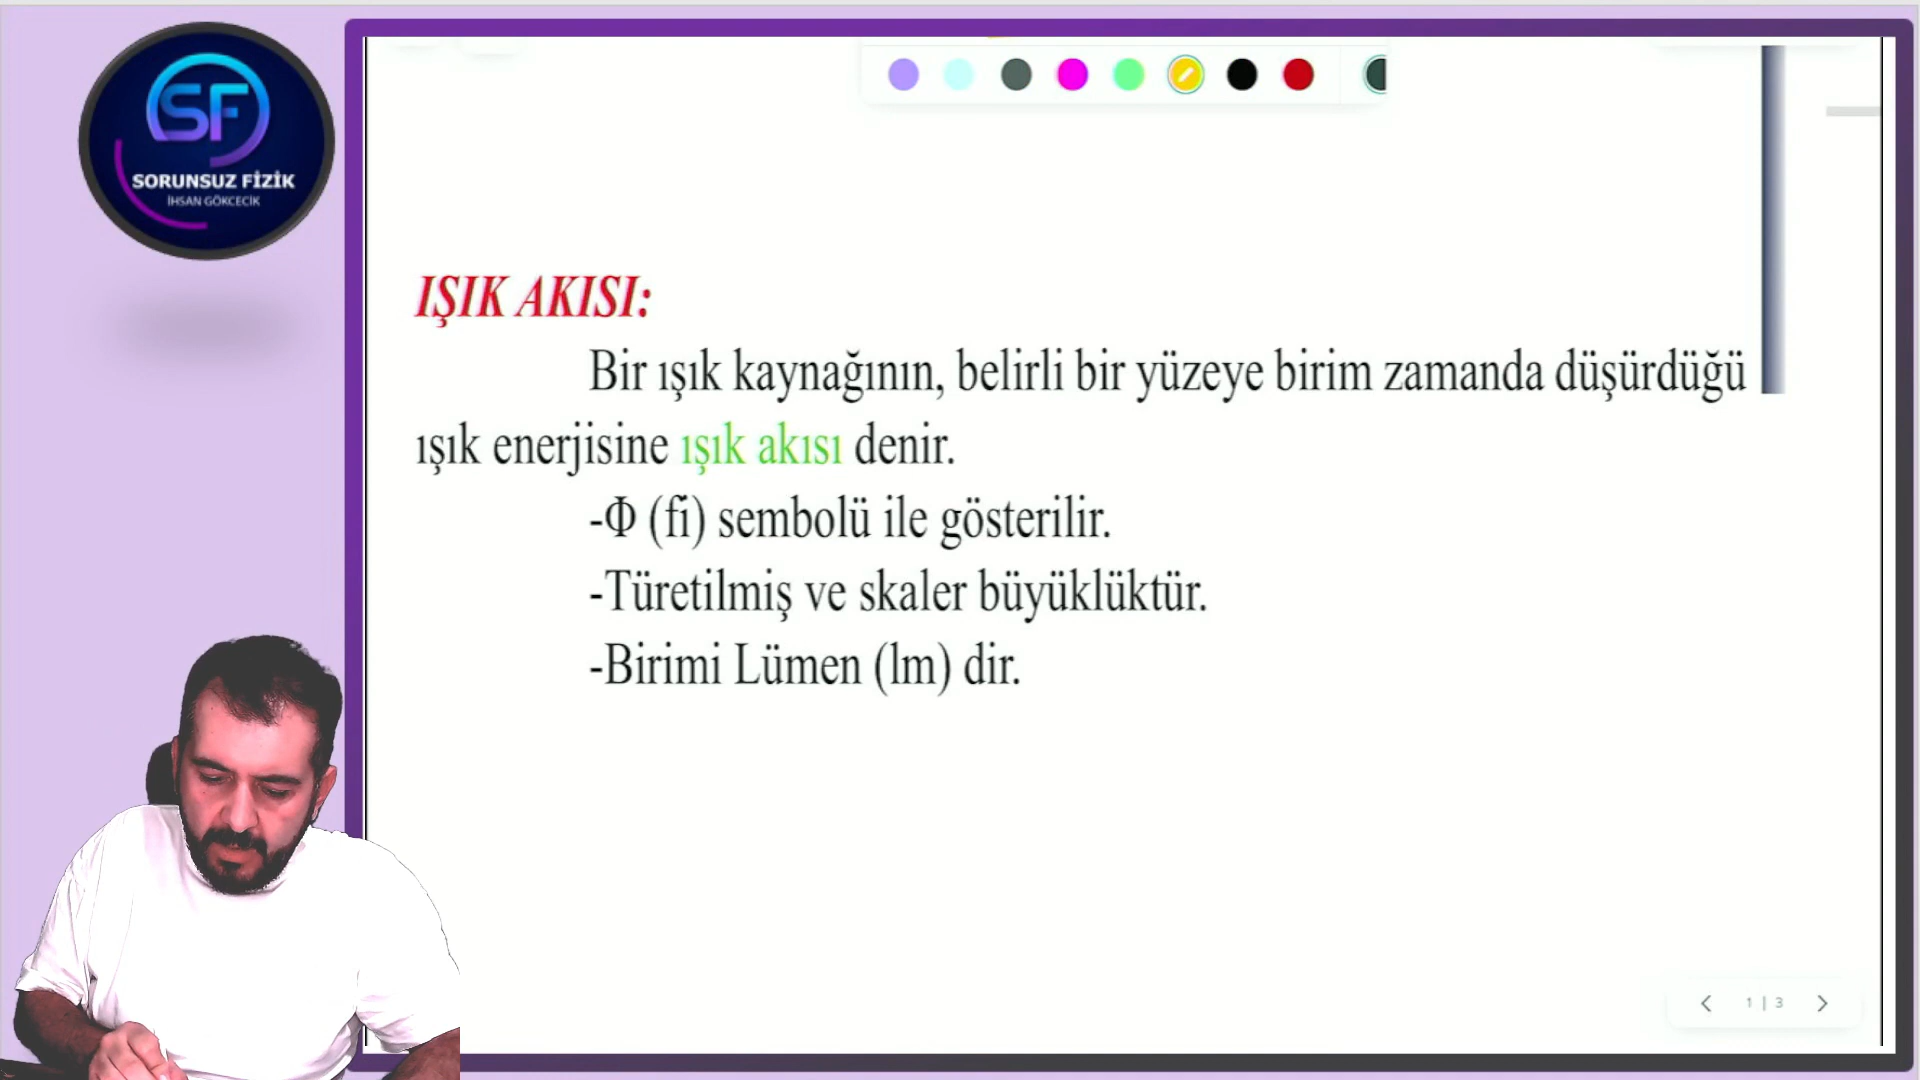 SF
SORUNSUZ FİZİK
İHSAN GÖKCECİK
IŞIK AKISI:
Bir ışık kaynağının, belirli bir yüzeye birim zamanda düşürdüğü
ışık enerjisine ışık akısı denir.
-Φ (fi) sembolü ile gösterilir.
-Türetilmiş ve skaler büyüklüktür.
-Birimi Lümen (lm) dir.
1 | 3